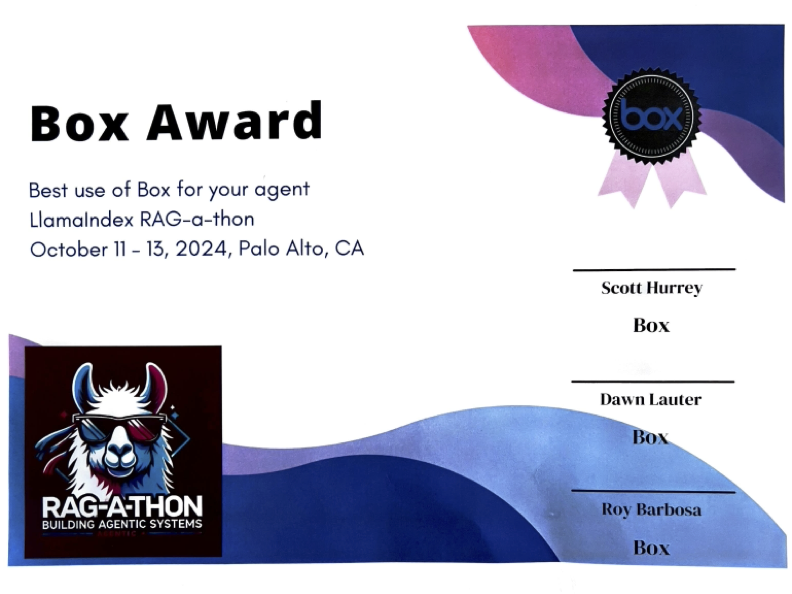 Box Award
Best use of Box for your agent
LlamaIndex RAG-a-thon
October 11 - 13, 2024, Palo Alto, CA
box
Scott Hurrey
Box
Dawn Lauter
Box
Roy Barbosa
Box
RAG-A-THON
BUILDING AGENTIC SYSTEMS